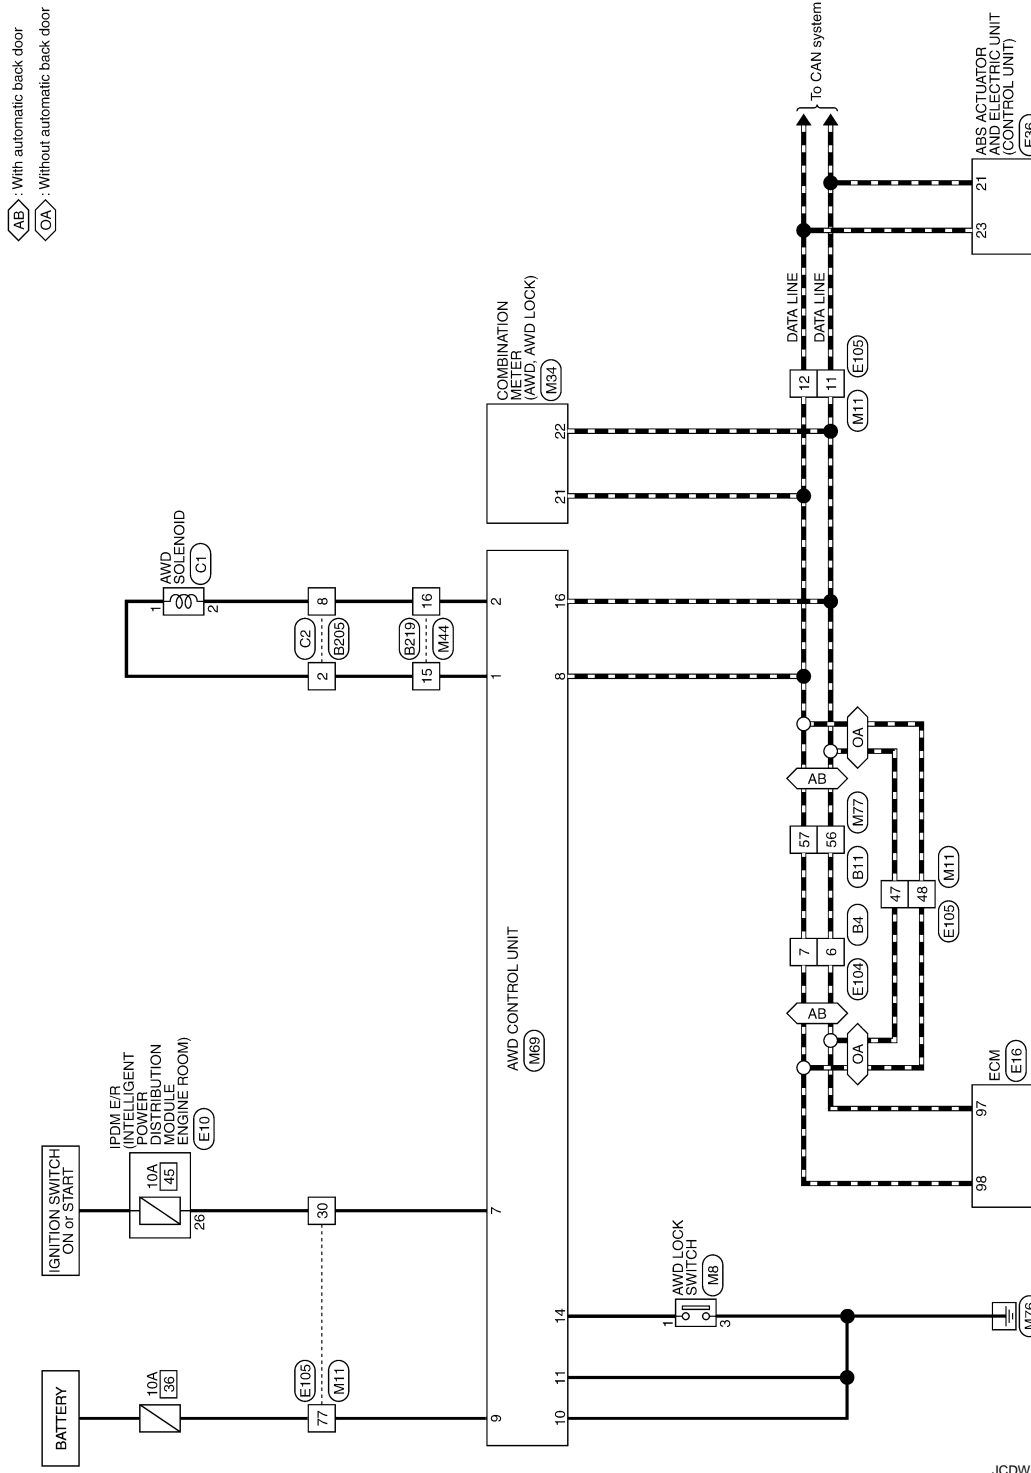 AB : With automatic back door
OA : Without automatic back door
BATTERY
10A
36
E105
M11
77
9
IGNITION SWITCH
ON or START
IPDM E/R
(INTELLIGENT
POWER
DISTRIBUTION
MODULE
ENGINE ROOM)
E10
10A
45
26
30
7
AWD CONTROL UNIT
M69
AWD
SOLENOID
C1
1
2
C2
B205
2
8
B219
M44
15
16
1
2
COMBINATION
METER
(AWD, AWD LOCK)
M34
21
22
10
11
14
8
16
AWD LOCK
SWITCH
M8
1
3
M76
ECM
E16
98
97
OA
AB
E104
B4
7
6
B11
M77
57
56
AB
OA
E105
M11
47
48
M11
E105
12
11
DATA LINE
DATA LINE
To CAN system
ABS ACTUATOR
AND ELECTRIC UNIT
(CONTROL UNIT)
E36
23
21
JCDW